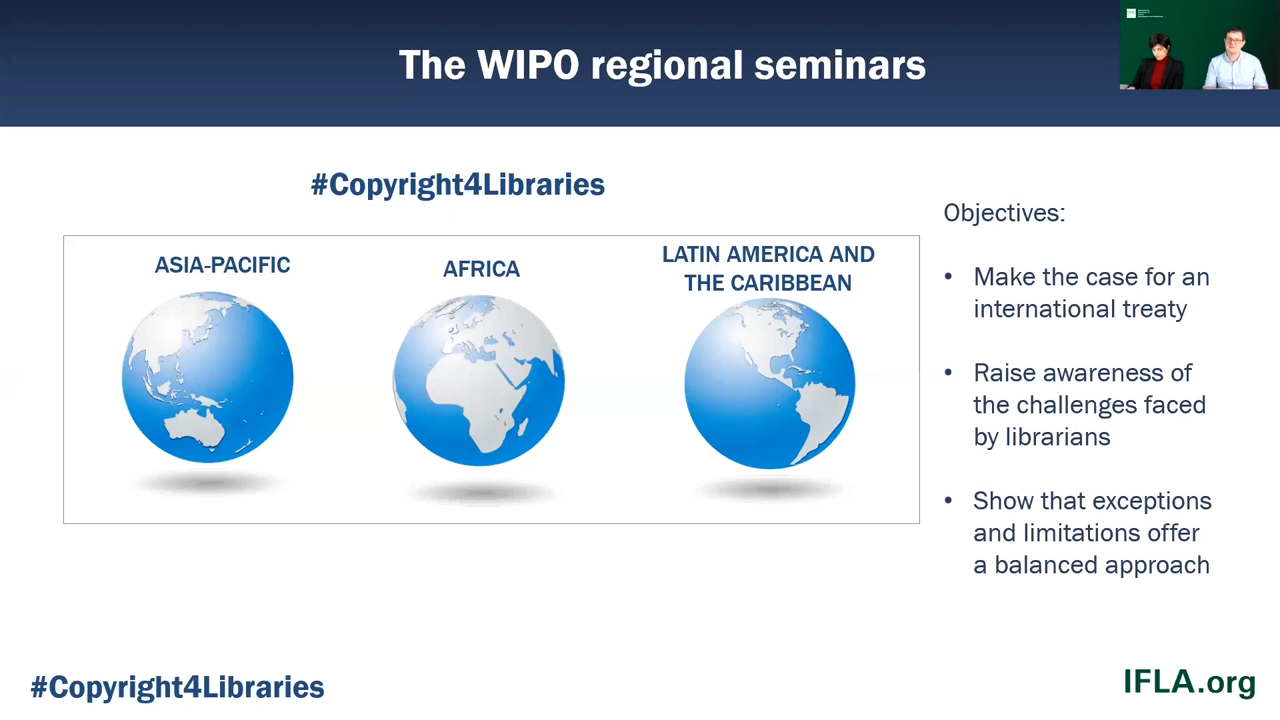 The WIPO regional seminars
#Copyright4Libraries
ASIA-PACIFIC
AFRICA
LATIN AMERICA AND
THE CARIBBEAN
Objectives:
• Make the case for an
international treaty
• Raise awareness of
the challenges faced
by librarians
• Show that exceptions
and limitations offer
a balanced approach
#Copyright4Libraries
IFLA.org